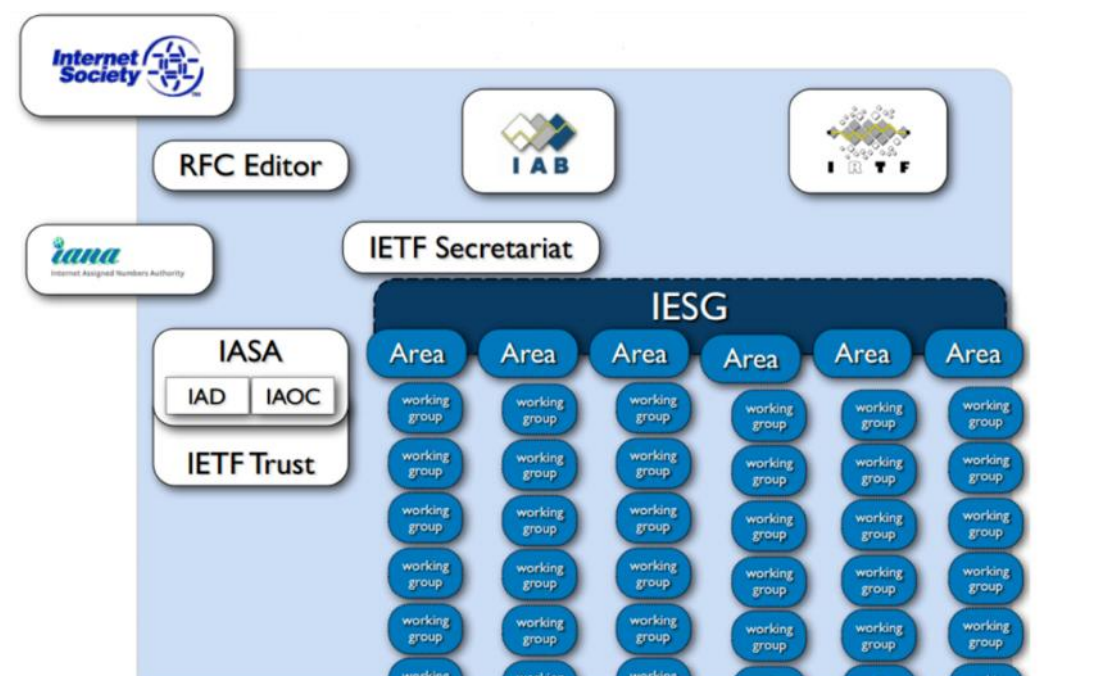 Internet
Society
TM
IAB
IRTF
RFC Editor
iana
Internet Assigned Numbers Authority
IETF Secretariat
IESG
IASA
IAD IAOC
IETF Trust
Area Area Area Area Area Area
working group working group working group working group working group working group
working group working group working group working group working group working group
working group working group working group working group working group working group
working group working group working group working group working group working group
working group working group working group working group working group working group